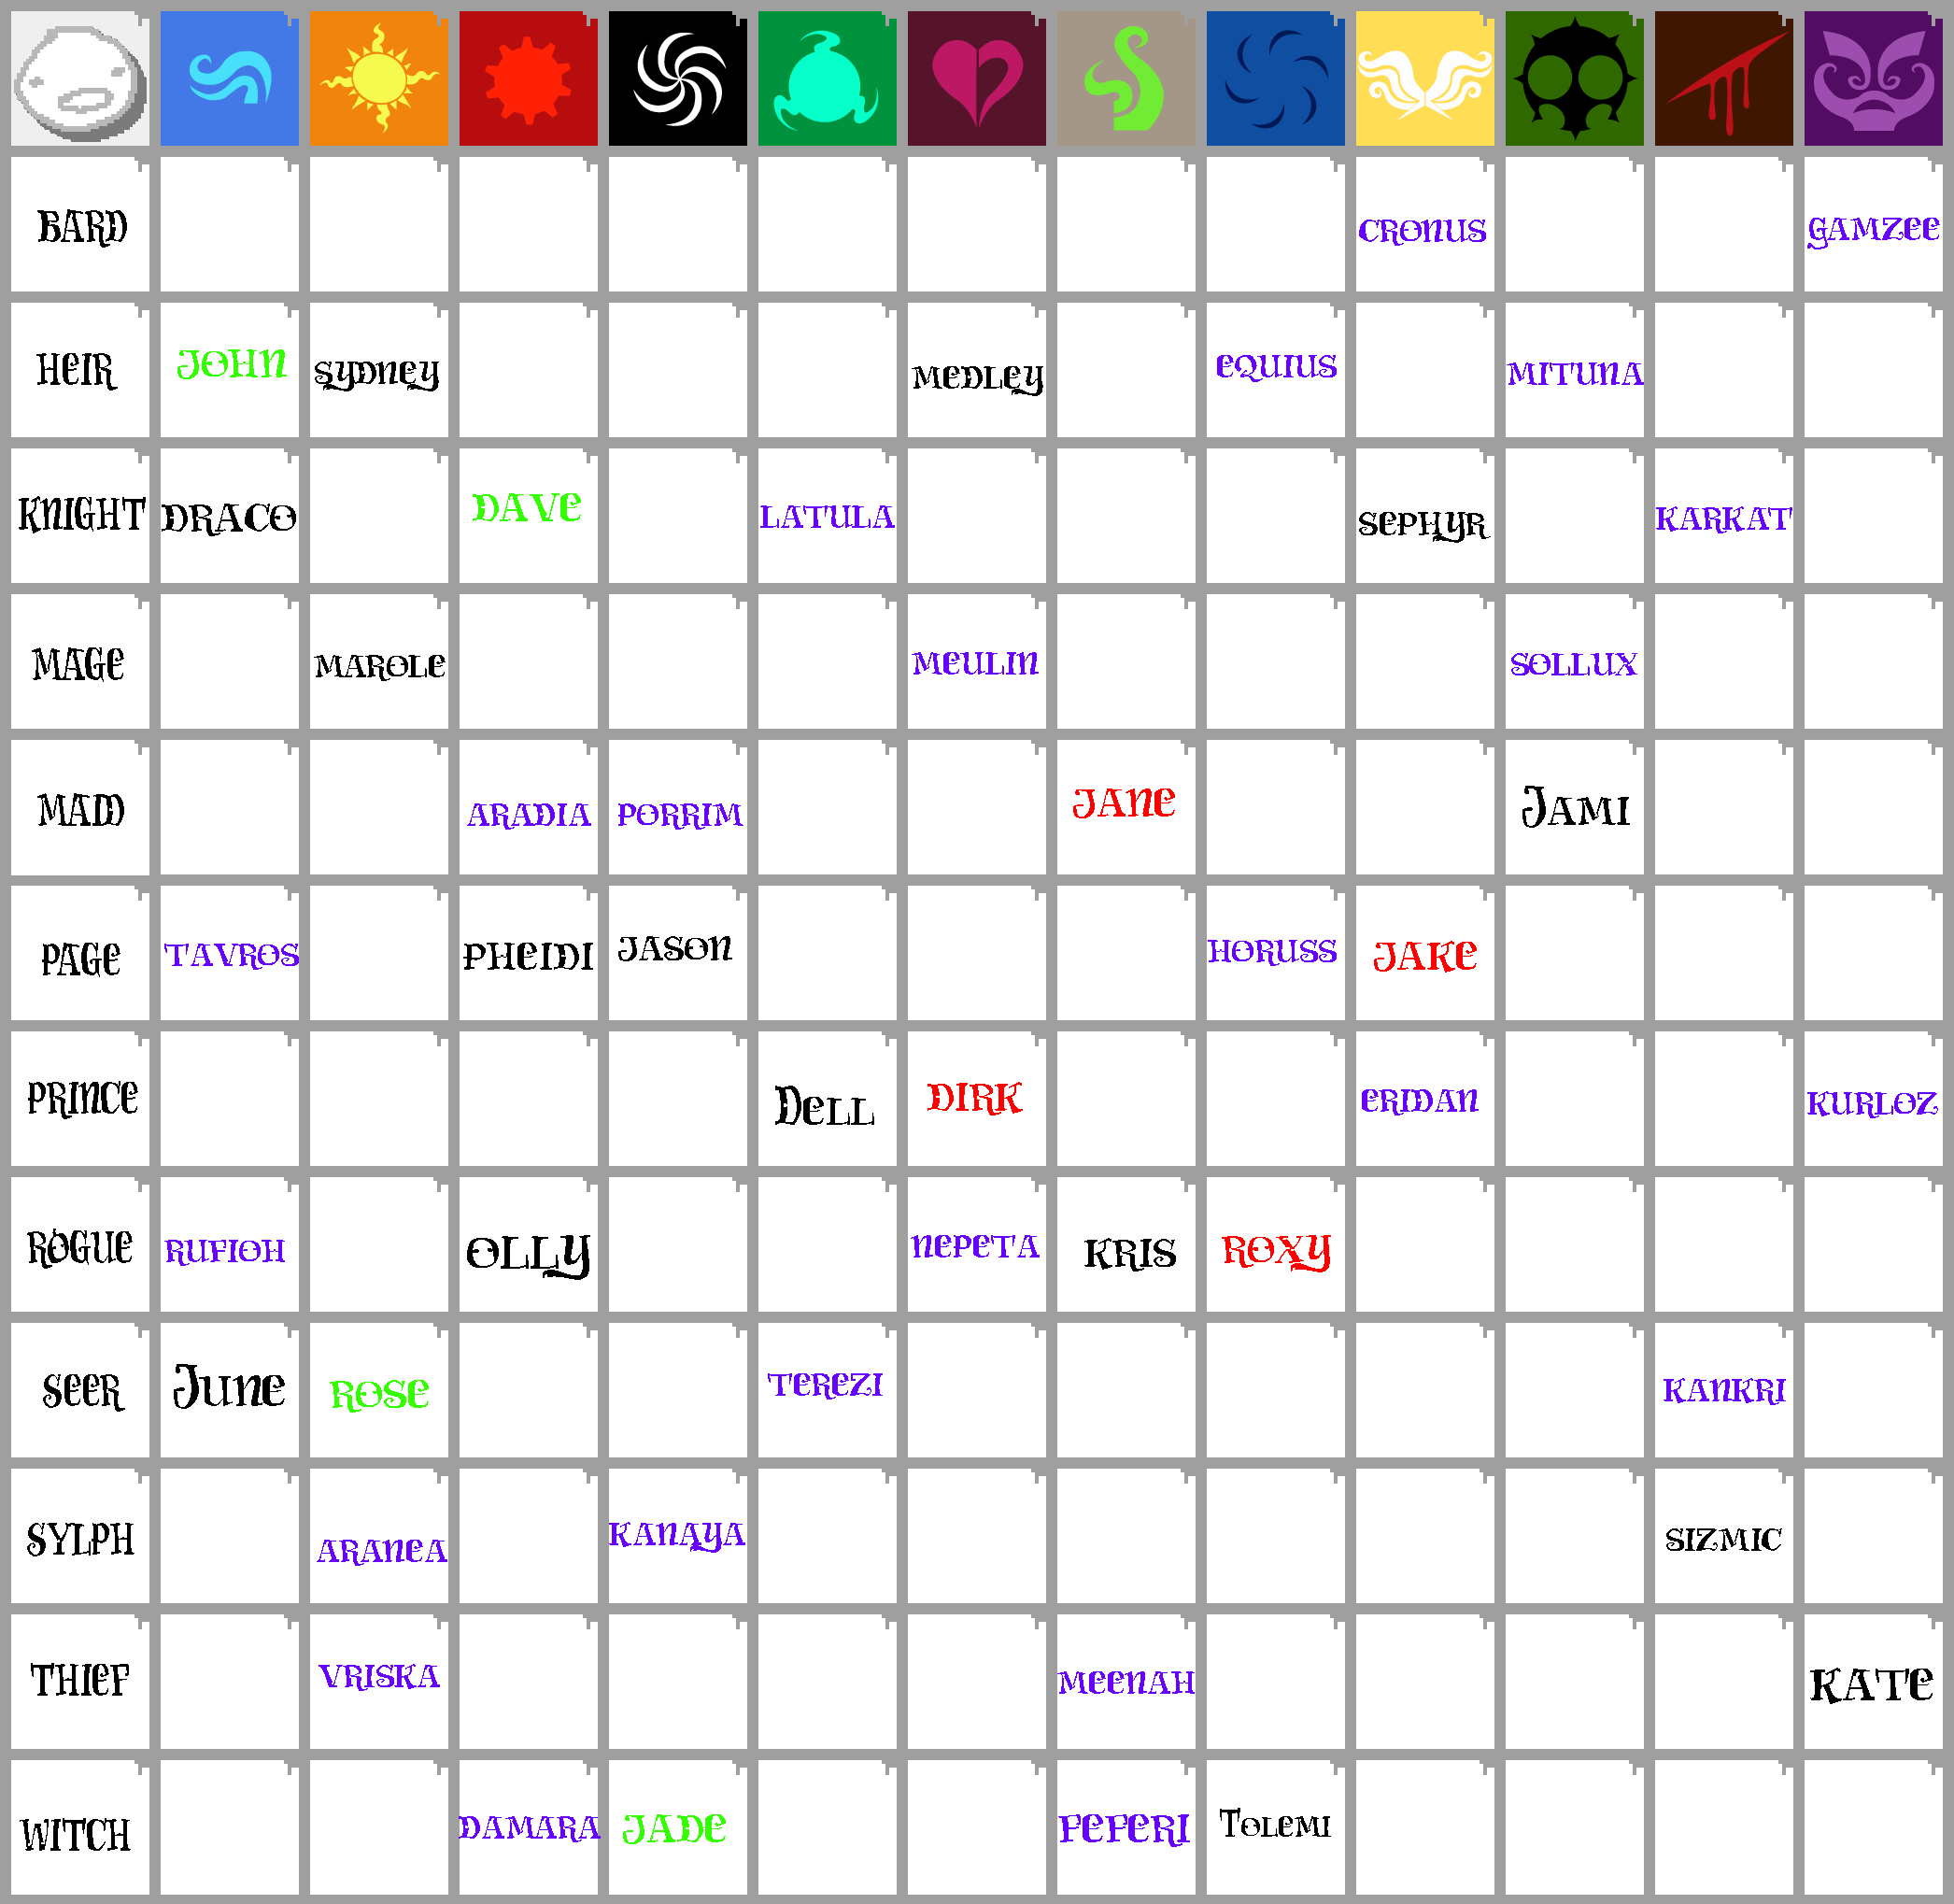 BARD CRONUS GAMZEE
HEIR JOHN SYDNEY MEDLEY EQUIUS MITUNA
KNIGHT DRACO DAVE LATULA SEPHYR KARKAT
MAGE MAROLE MEULIN SOLLUX
MAID ARADIA PORRIM JANE JAMI
PAGE TAVROS PHEIDI JASON HORUSS JAKE
PRINCE DELL DIRK ERIDAN KURLOZ
ROGUE RUFIOH OLLY NEPETA KRIS ROXY
SEER JUNE ROSE TEREZI KANKRI
SYLPH ARANEA KANAYA SIZMIC
THIEF VRISKA MEENAH KATE
WITCH DAMARA JADE FEFERI TOLEMI